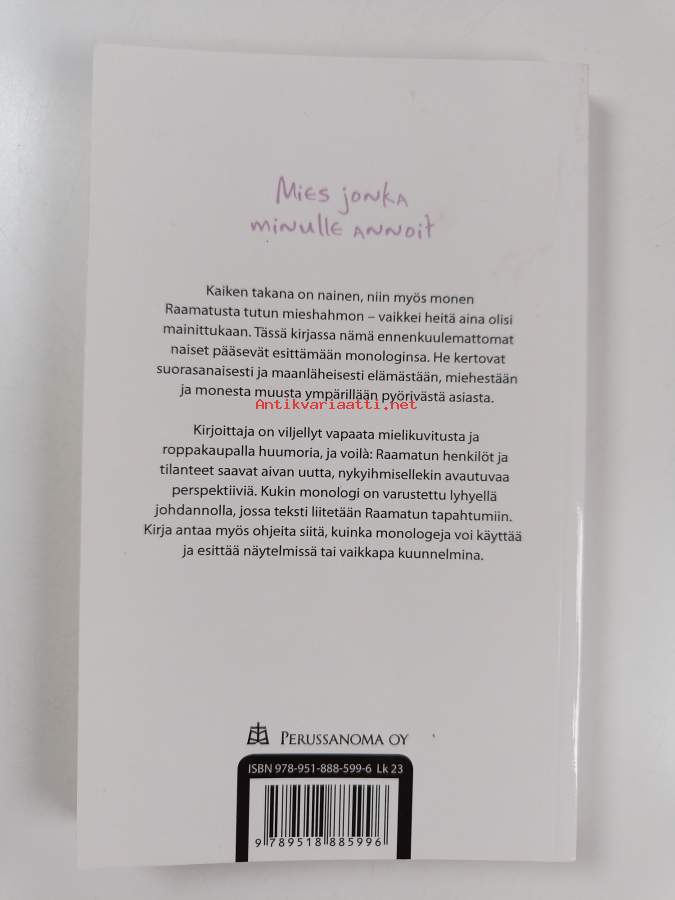 Mies jonka
minulle annoit
Kaiken takana on nainen, niin myös monen
Raamatusta tutun mieshahmon – vaikkei heitä aina olisi
mainittukaan. Tässä kirjassa nämä ennenkuulemattomat
naiset pääsevät esittämään monologinsa. He kertovat
suorasanaisesti ja maanläheisesti elämästään, miehestään
ja monesta muusta ympärillään pyörivästä asiasta.
Antikvariaatti.net
Kirjoittaja on viljellyt vapaata mielikuvitusta ja
roppakaupalla huumoria, ja voilà: Raamatun henkilöt ja
tilanteet saavat aivan uutta, nykyihmisellekin avautuvaa
perspektiiviä. Kukin monologi on varustettu lyhyellä
johdannolla, jossa teksti liitetään Raamatun tapahtumiin.
Kirja antaa myös ohjeita siitä, kuinka monologeja voi käyttää
ja esittää näytelmissä tai vaikkapa kuunnelmina.
Perussanoma Oy
ISBN 978-951-888-599-6 Lk 23
9 789518 885996